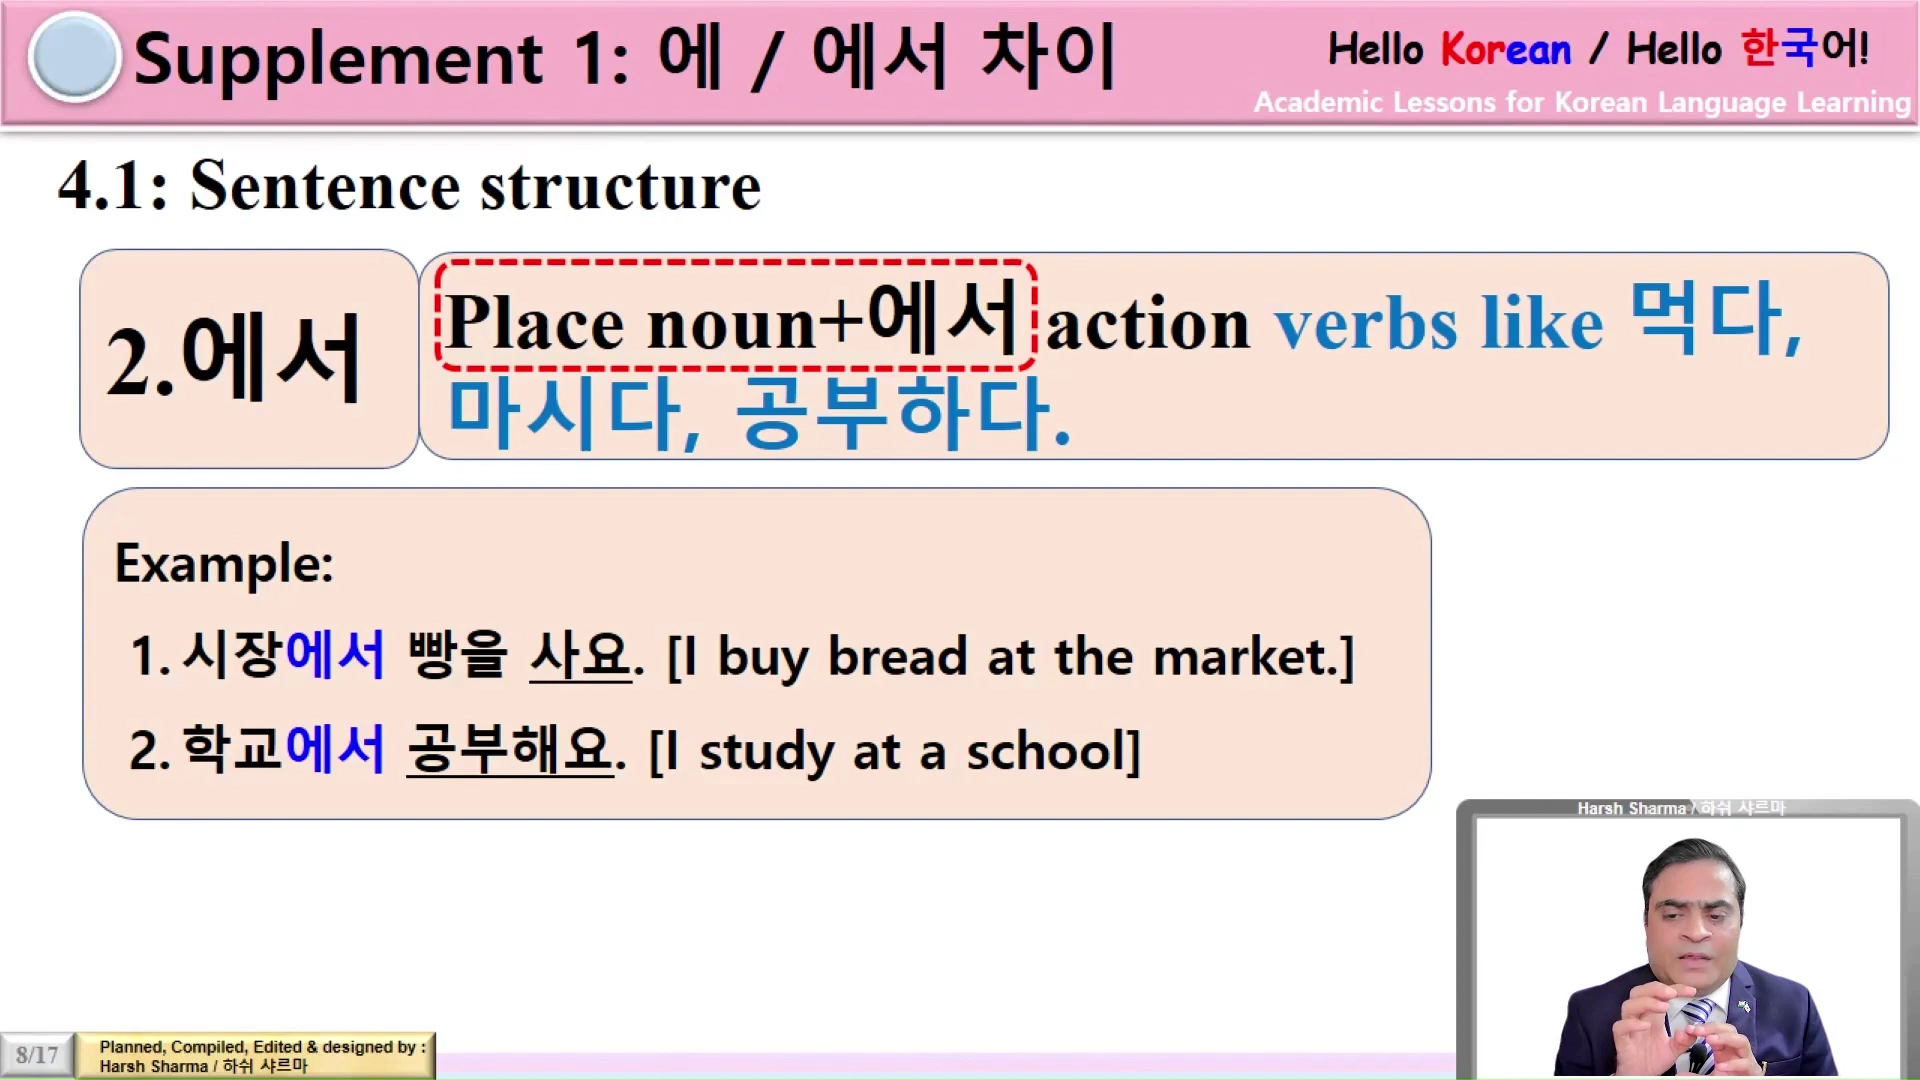 Supplement 1: 에 / 에서 차이
Hello Korean / Hello 한국어!
Academic Lessons for Korean Language Learning
4.1: Sentence structure
2.에서
Place noun+에서 action verbs like 먹다,
마시다, 공부하다.
Example:
1. 시장에서 빵을 사요. [I buy bread at the market.]
2. 학교에서 공부해요. [I study at a school]
Harsh Sharma / 하쉬 샤르마
8/17
Planned, Compiled, Edited & designed by :
Harsh Sharma / 하쉬 샤르마